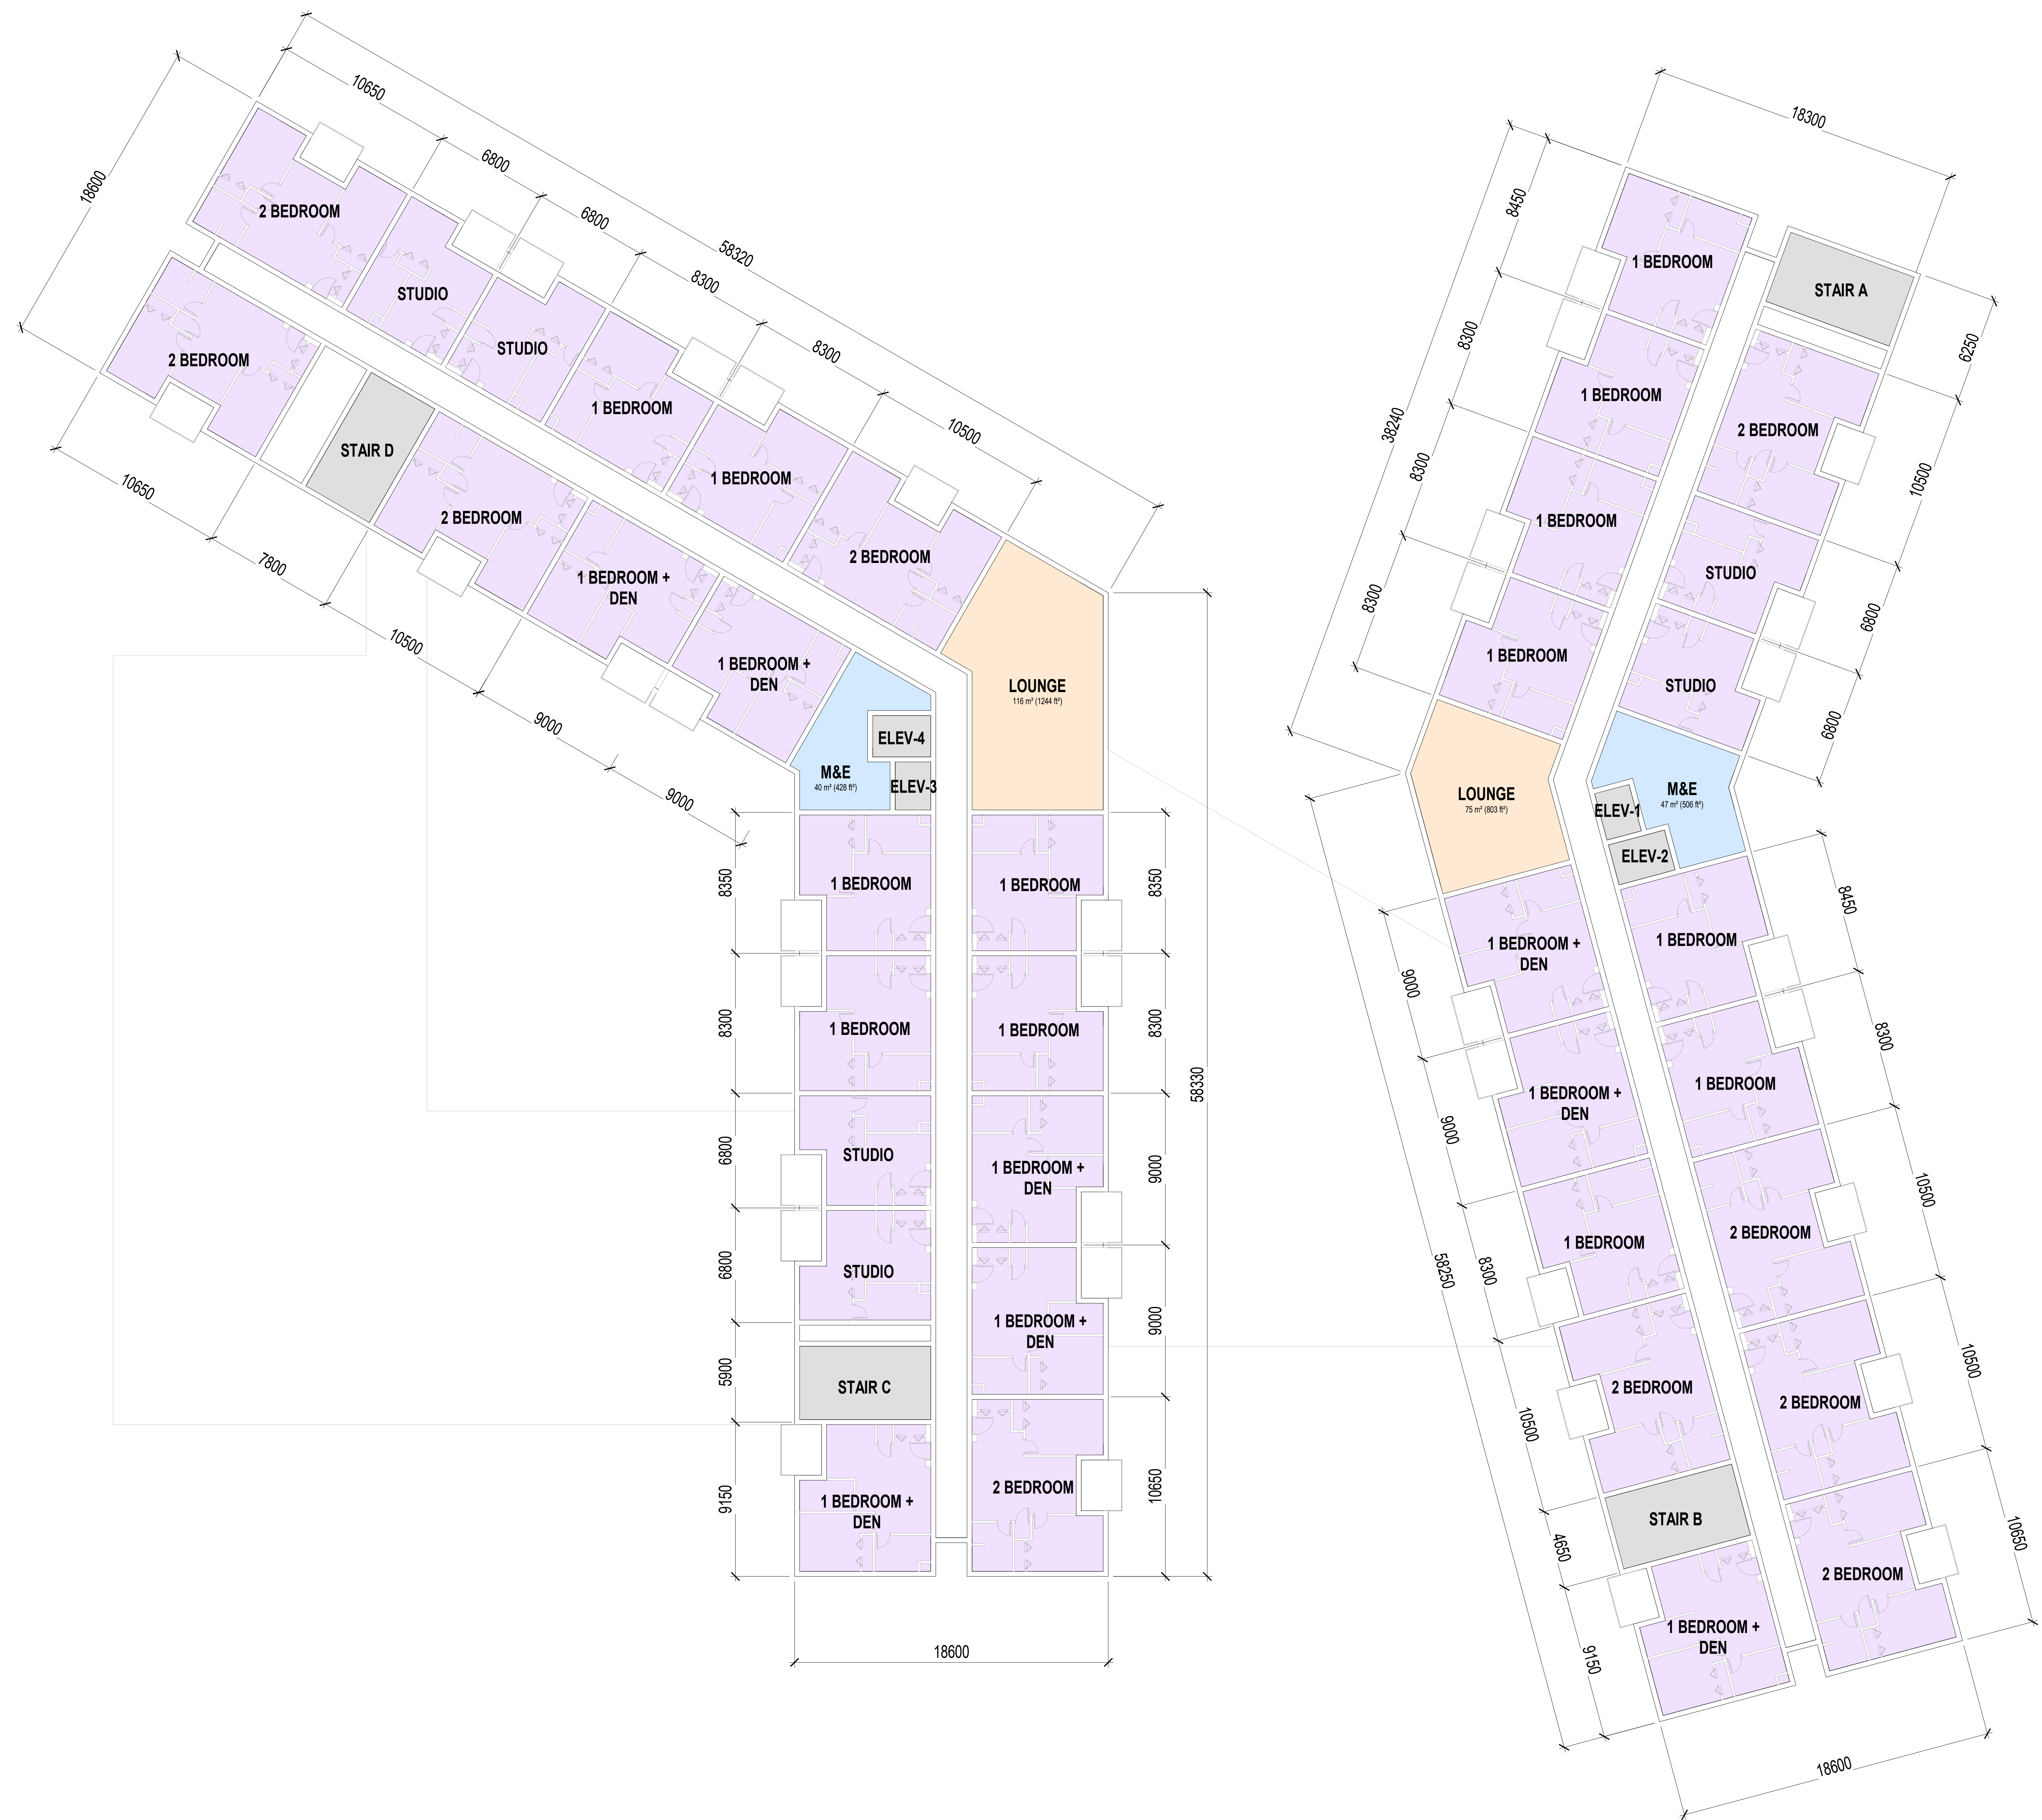 10650
6800
6800
58320
8300
8300
10500
18600
2 BEDROOM
STUDIO
STUDIO
1 BEDROOM
1 BEDROOM
2 BEDROOM
2 BEDROOM
STAIR D
2 BEDROOM
1 BEDROOM +
DEN
1 BEDROOM +
DEN
10650
7800
10500
9000
9000
LOUNGE
116 m² (1244 ft²)
ELEV-4
ELEV-3
M&E
40 m² (428 ft²)
8350
1 BEDROOM
1 BEDROOM
8350
8300
1 BEDROOM
1 BEDROOM
8300
58330
6800
STUDIO
1 BEDROOM +
DEN
9000
6800
STUDIO
1 BEDROOM +
DEN
9000
5900
STAIR C
9150
1 BEDROOM +
DEN
2 BEDROOM
10650
18600
18300
8450
8300
38240
8300
8300
1 BEDROOM
STAIR A
6250
1 BEDROOM
2 BEDROOM
10500
1 BEDROOM
STUDIO
6800
1 BEDROOM
STUDIO
6800
LOUNGE
75 m² (803 ft²)
M&E
47 m² (506 ft²)
ELEV-1
ELEV-2
8450
9000
1 BEDROOM +
DEN
1 BEDROOM
8300
9000
1 BEDROOM +
DEN
1 BEDROOM
10500
58250
8300
1 BEDROOM
2 BEDROOM
10500
10500
2 BEDROOM
2 BEDROOM
4650
STAIR B
10650
2 BEDROOM
9150
1 BEDROOM +
DEN
18600